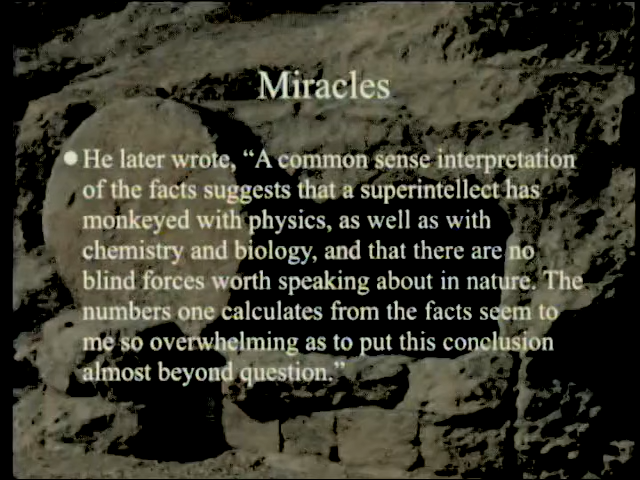 Miracles
● He later wrote, “A common sense interpretation
of the facts suggests that a superintellect has
monkeyed with physics, as well as with
chemistry and biology, and that there are no
blind forces worth speaking about in nature. The
numbers one calculates from the facts seem to
me so overwhelming as to put this conclusion
almost beyond question.”